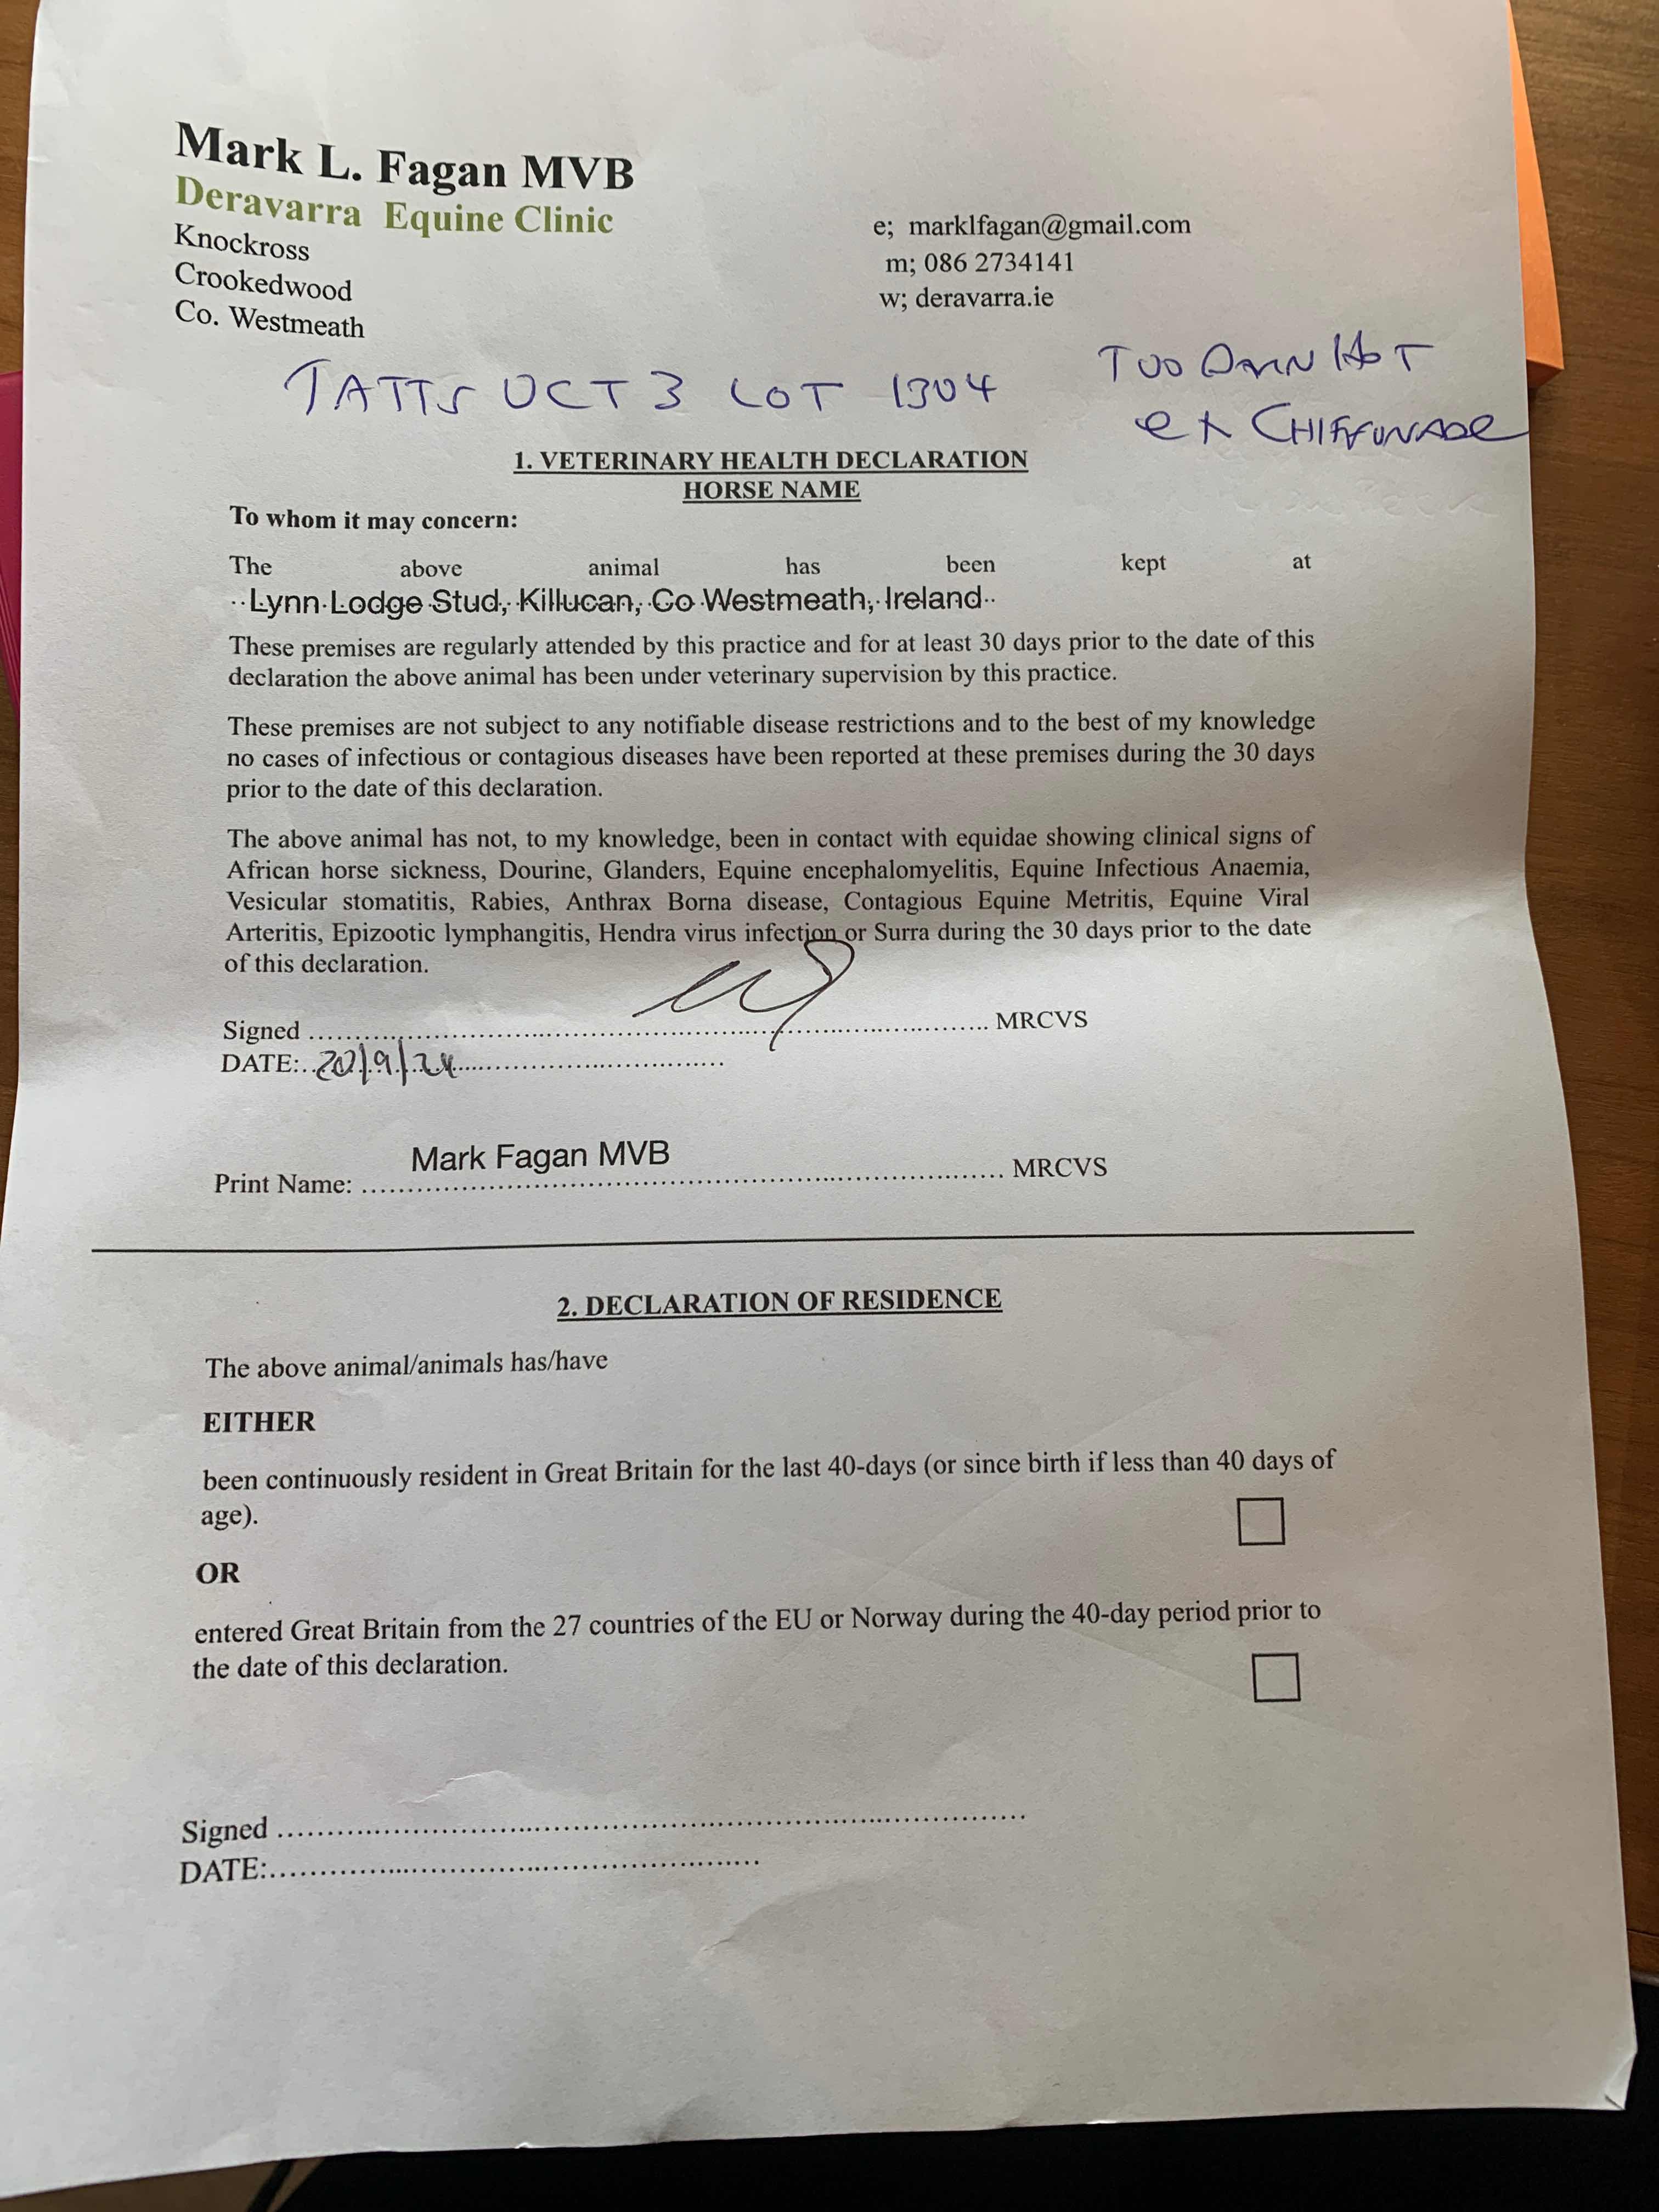 Mark L. Fagan MVB
Deravarra Equine Clinic
Knockross
Crookedwood
Co. Westmeath
e; marklfagan@gmail.com
m; 086 2734141
w; deravarra.ie
TATTS OCT 3 LOT 1304
TOO DARN HOT
ex CHIFFONADE
1. VETERINARY HEALTH DECLARATION
HORSE NAME
To whom it may concern:
The above animal has been kept at
..Lynn Lodge Stud, Killucan, Co Westmeath, Ireland..
These premises are regularly attended by this practice and for at least 30 days prior to the date of this
declaration the above animal has been under veterinary supervision by this practice.
These premises are not subject to any notifiable disease restrictions and to the best of my knowledge
no cases of infectious or contagious diseases have been reported at these premises during the 30 days
prior to the date of this declaration.
The above animal has not, to my knowledge, been in contact with equidae showing clinical signs of
African horse sickness, Dourine, Glanders, Equine encephalomyelitis, Equine Infectious Anaemia,
Vesicular stomatitis, Rabies, Anthrax Borna disease, Contagious Equine Metritis, Equine Viral
Arteritis, Epizootic lymphangitis, Hendra virus infection or Surra during the 30 days prior to the date
of this declaration.
Signed ........................ MRCVS
DATE:..20/9/24........................
Mark Fagan MVB
Print Name: ........................ MRCVS
2. DECLARATION OF RESIDENCE
The above animal/animals has/have
EITHER
been continuously resident in Great Britain for the last 40-days (or since birth if less than 40 days of
age).
OR
entered Great Britain from the 27 countries of the EU or Norway during the 40-day period prior to
the date of this declaration.
Signed ........................
DATE:........................